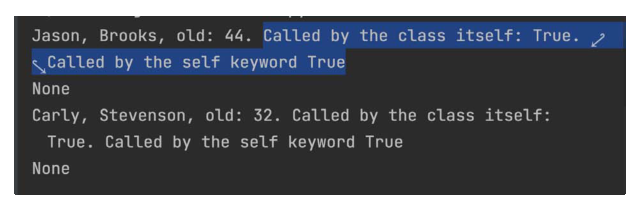 Jason, Brooks, old: 44. Called by the class itself: True.
Called by the self keyword True
None
Carly, Stevenson, old: 32. Called by the class itself:
True. Called by the self keyword True
None